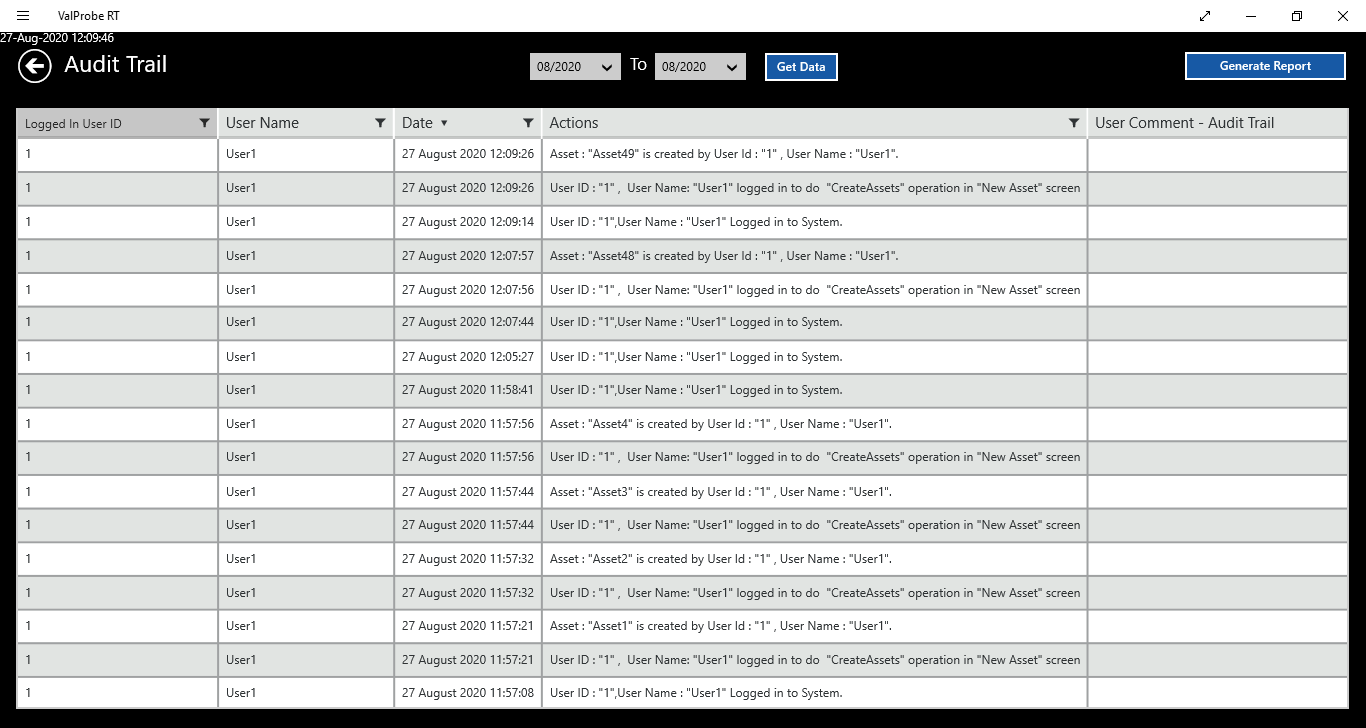 ValProbe RT
27-Aug-2020 12:09:46
Audit Trail 08/2020 To 08/2020 Get Data Generate Report
Logged In User ID User Name Date Actions User Comment - Audit Trail
1 User1 27 August 2020 12:09:26 Asset : "Asset49" is created by User Id : "1" , User Name : "User1".
1 User1 27 August 2020 12:09:26 User ID : "1" ,  User Name: "User1" logged in to do  "CreateAssets" operation in "New Asset" screen
1 User1 27 August 2020 12:09:14 User ID : "1",User Name : "User1" Logged in to System.
1 User1 27 August 2020 12:07:57 Asset : "Asset48" is created by User Id : "1" , User Name : "User1".
1 User1 27 August 2020 12:07:56 User ID : "1" ,  User Name: "User1" logged in to do  "CreateAssets" operation in "New Asset" screen
1 User1 27 August 2020 12:07:44 User ID : "1",User Name : "User1" Logged in to System.
1 User1 27 August 2020 12:05:27 User ID : "1",User Name : "User1" Logged in to System.
1 User1 27 August 2020 11:58:41 User ID : "1",User Name : "User1" Logged in to System.
1 User1 27 August 2020 11:57:56 Asset : "Asset4" is created by User Id : "1" , User Name : "User1".
1 User1 27 August 2020 11:57:56 User ID : "1" ,  User Name: "User1" logged in to do  "CreateAssets" operation in "New Asset" screen
1 User1 27 August 2020 11:57:44 Asset : "Asset3" is created by User Id : "1" , User Name : "User1".
1 User1 27 August 2020 11:57:44 User ID : "1" ,  User Name: "User1" logged in to do  "CreateAssets" operation in "New Asset" screen
1 User1 27 August 2020 11:57:32 Asset : "Asset2" is created by User Id : "1" , User Name : "User1".
1 User1 27 August 2020 11:57:32 User ID : "1" ,  User Name: "User1" logged in to do  "CreateAssets" operation in "New Asset" screen
1 User1 27 August 2020 11:57:21 Asset : "Asset1" is created by User Id : "1" , User Name : "User1".
1 User1 27 August 2020 11:57:21 User ID : "1" ,  User Name: "User1" logged in to do  "CreateAssets" operation in "New Asset" screen
1 User1 27 August 2020 11:57:08 User ID : "1",User Name : "User1" Logged in to System.